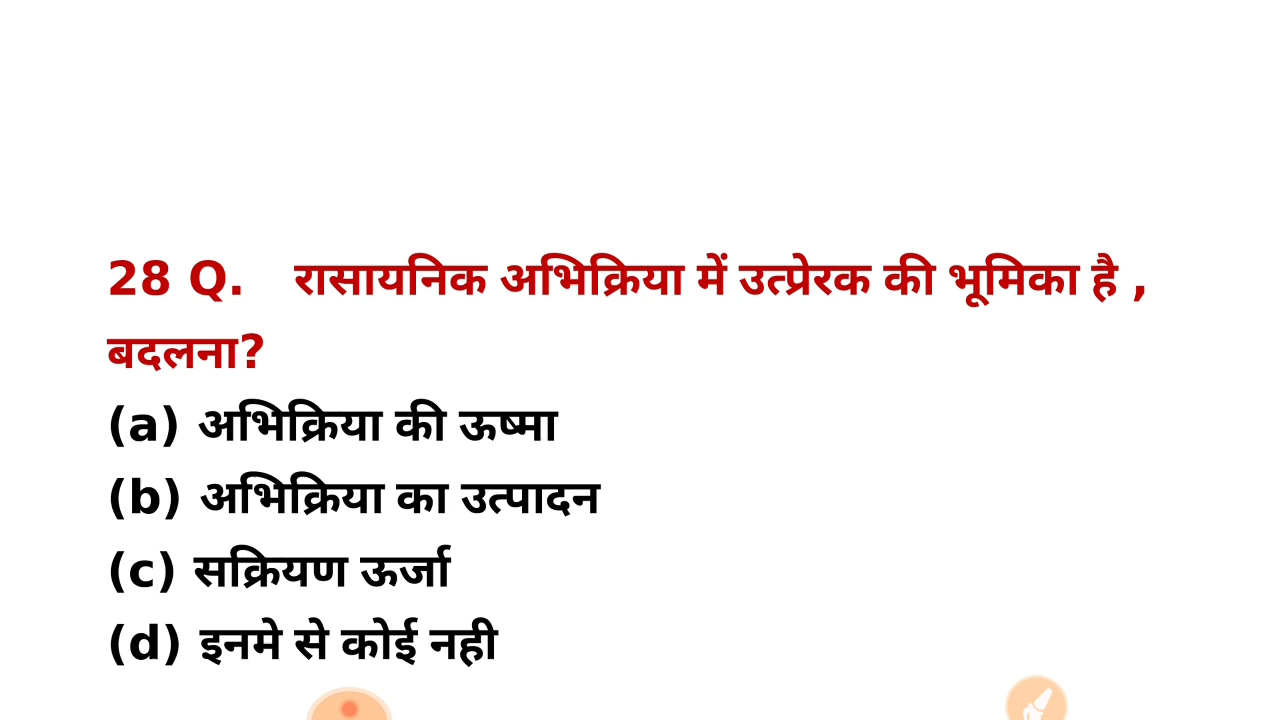 28 Q. रासायनिक अभिक्रिया में उत्प्रेरक की भूमिका है ,
बदलना?
(a) अभिक्रिया की ऊष्मा
(b) अभिक्रिया का उत्पादन
(c) सक्रियण ऊर्जा
(d) इनमे से कोई नही